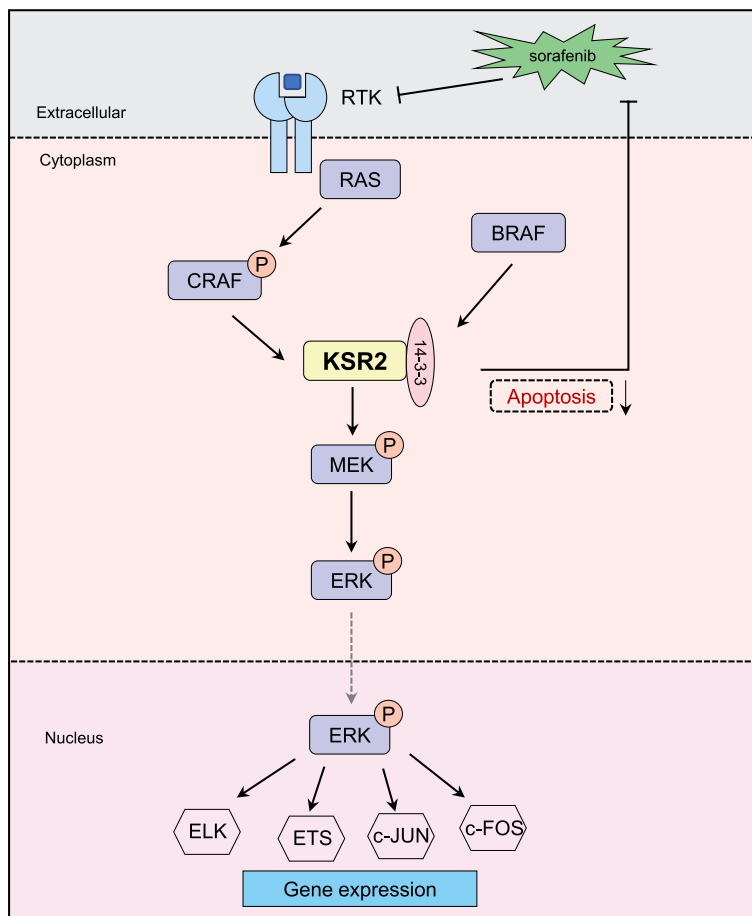 sorafenib
RTK
Extracellular
Cytoplasm
RAS
BRAF
P
CRAF
KSR2
14-3-3
Apoptosis
P
MEK
P
ERK
P
Nucleus
ERK
ELK
ETS
c-JUN
c-FOS
Gene expression